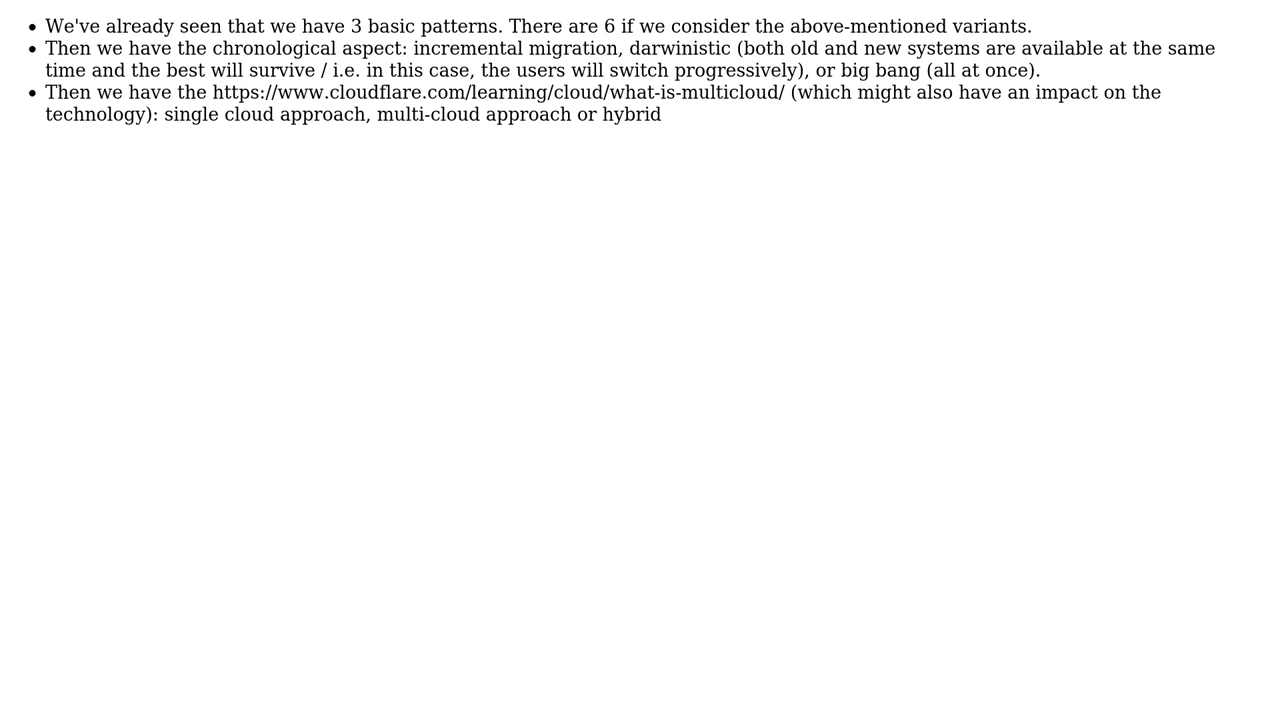 • We've already seen that we have 3 basic patterns. There are 6 if we consider the above-mentioned variants.
• Then we have the chronological aspect: incremental migration, darwinistic (both old and new systems are available at the same
time and the best will survive / i.e. in this case, the users will switch progressively), or big bang (all at once).
• Then we have the https://www.cloudflare.com/learning/cloud/what-is-multicloud/ (which might also have an impact on the
technology): single cloud approach, multi-cloud approach or hybrid